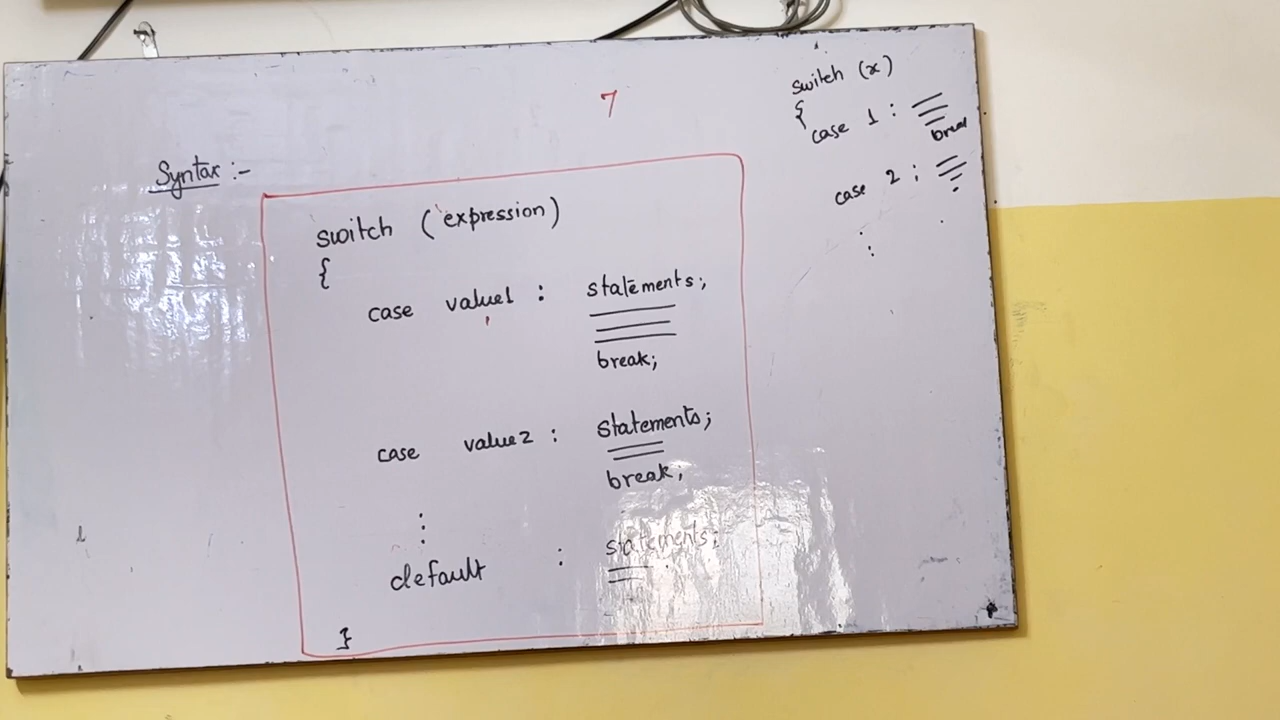 7
Syntax :-
switch (expression)
{
case value1 : statements;
break;
case value2 : statements;
break;
:
default : statements;
}
switch (x)
{
case 1 :
break
case 2 ;
: